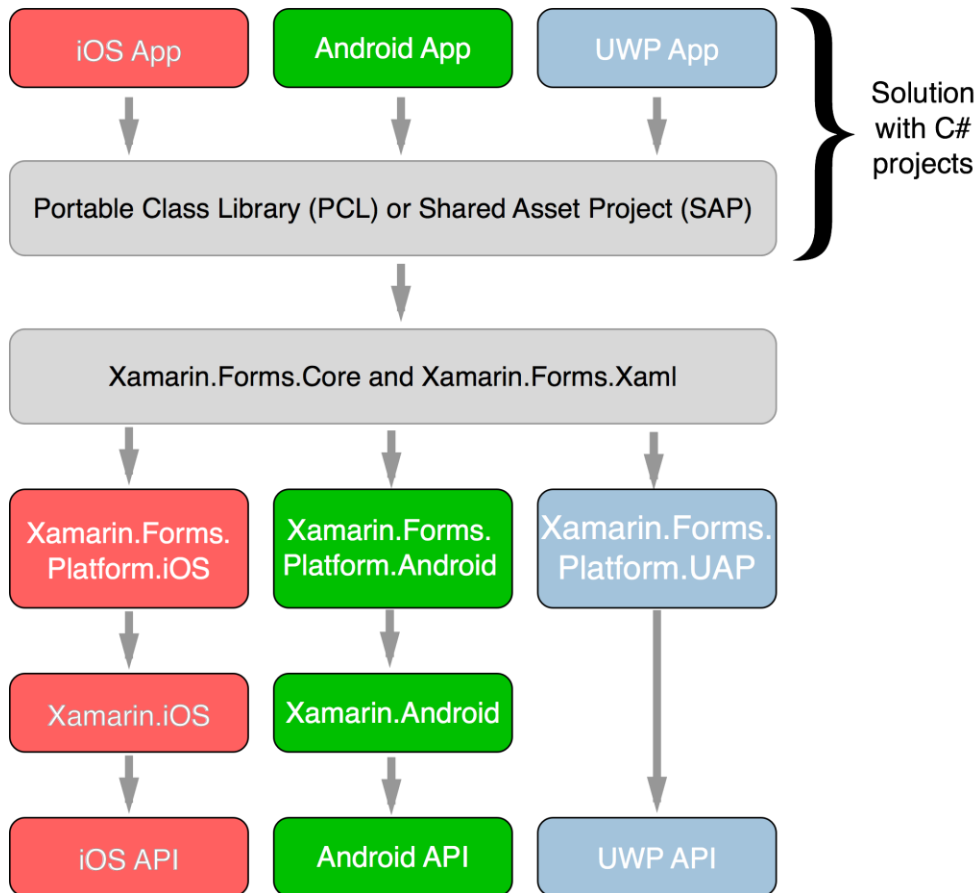 iOS App
Android App
UWP App
Solution
with C#
projects
Portable Class Library (PCL) or Shared Asset Project (SAP)
Xamarin.Forms.Core and Xamarin.Forms.Xaml
Xamarin.Forms.
Platform.iOS
Xamarin.Forms.
Platform.Android
Xamarin.Forms.
Platform.UAP
Xamarin.iOS
Xamarin.Android
iOS API
Android API
UWP API